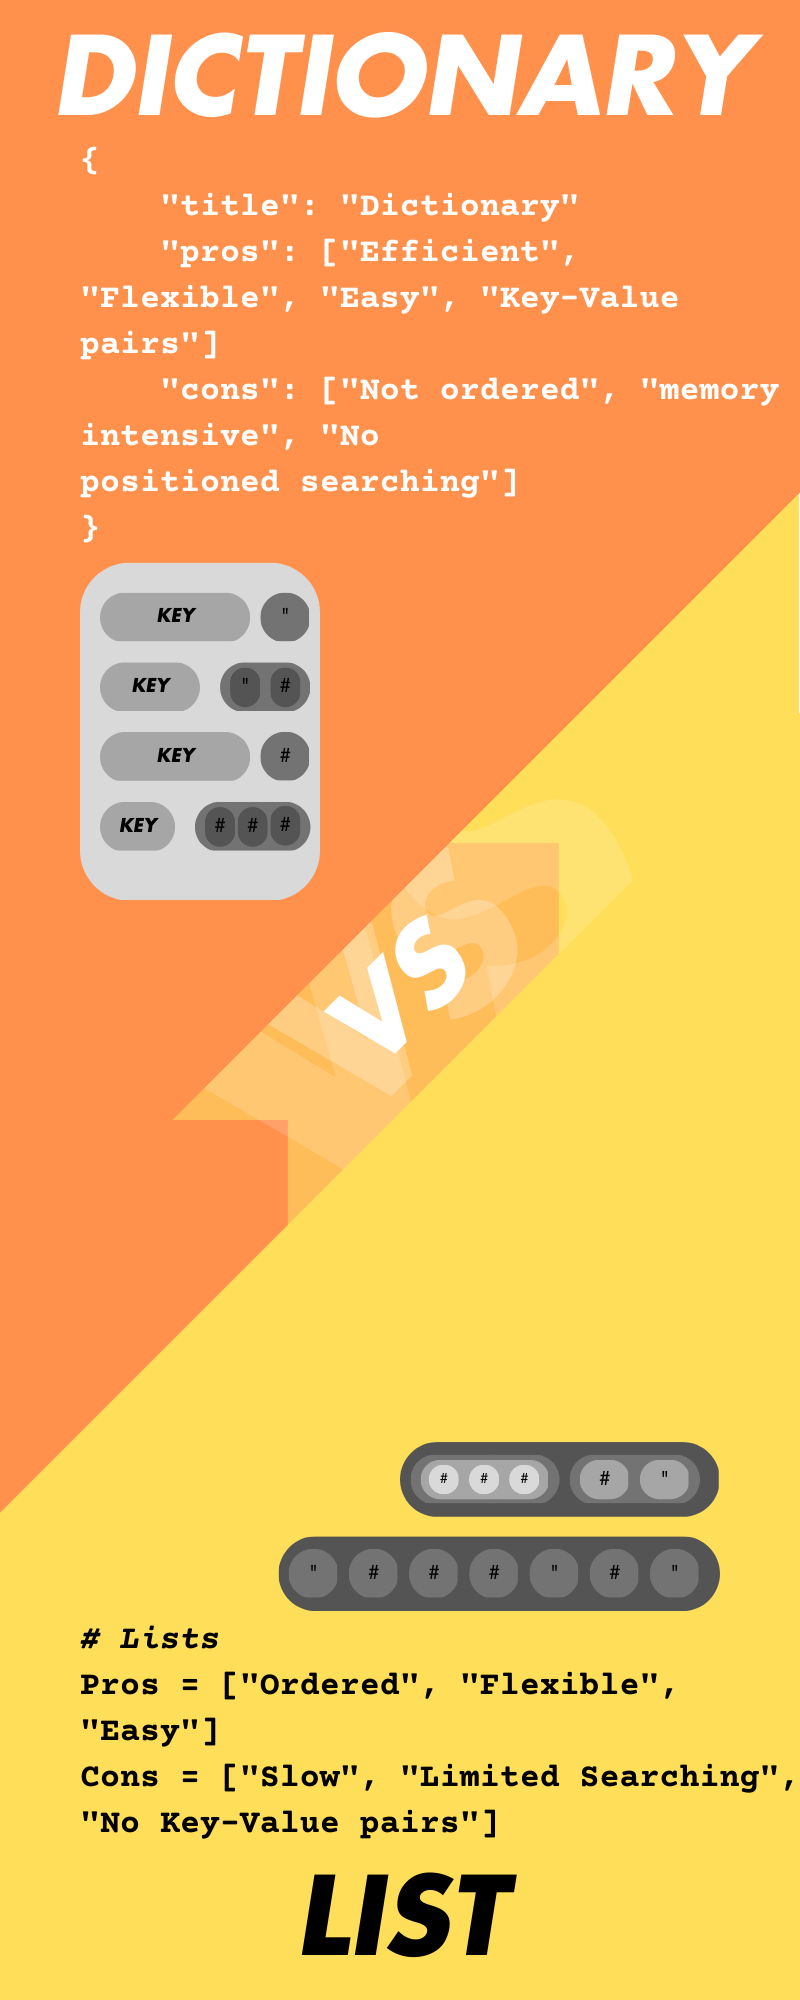 DICTIONARY
{
    "title": "Dictionary"
    "pros": ["Efficient",
"Flexible", "Easy", "Key-Value
pairs"]
    "cons": ["Not ordered", "memory
intensive", "No
positioned searching"]
}
KEY "
KEY " #
KEY #
KEY # # #
VS
# # # # "
" # # # " # "
# Lists
Pros = ["Ordered", "Flexible",
"Easy"]
Cons = ["Slow", "Limited Searching",
"No Key-Value pairs"]
LIST